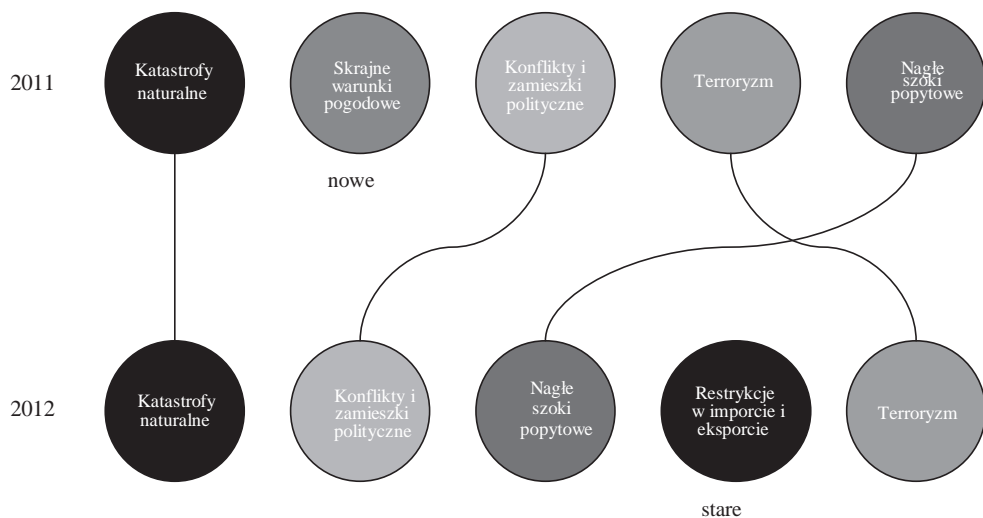 2011
Katastrofy
naturalne
Skrajne
warunki
pogodowe
Konflikty i
zamieszki
polityczne
Terroryzm
Nagłe
szoki
popytowe
nowe
2012
Katastrofy
naturalne
Konflikty i
zamieszki
polityczne
Nagłe
szoki
popytowe
Restrykcje
w imporcie i
eksporcie
Terroryzm
stare